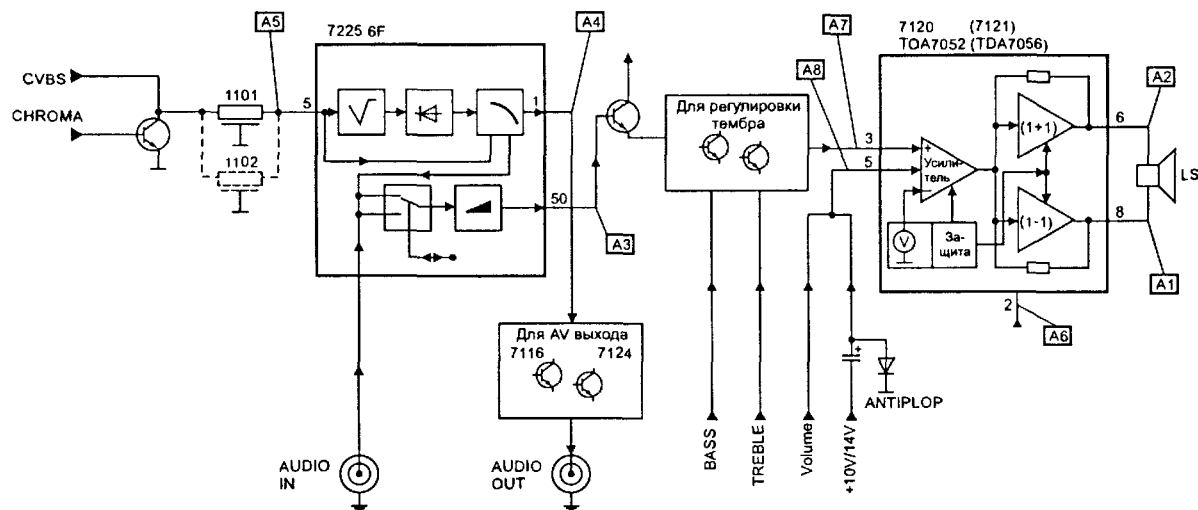 A5
A4
7225 6F
A7
7120 (7121)
TOA7052 (TDA7056)
CVBS
1101
5
1
A8
A2
CHROMA
Для регулировки
тембра
3
6
(1+1)
1102
5
+
Усили-
тель
LS
50
(1-1)
8
A3
V
За-
щита
A1
2
A6
Для AV выхода
7116
7124
+
ANTIPLOP
BASS
TREBLE
Volume
+10V/14V
AUDIO
IN
AUDIO
OUT